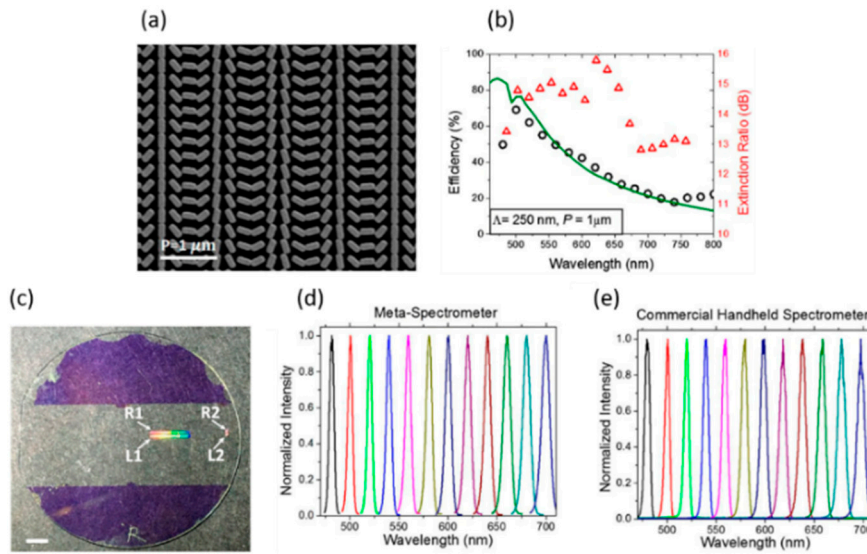 (a)
P=1 μm
(b)
Efficiency (%)
100
80
60
40
20
0
Extinction Ratio (dB)
16
15
14
13
12
11
10
Λ= 250 nm, P = 1μm
500 550 600 650 700 750 800
Wavelength (nm)
(c)
R1
R2
L1
L2
R
(d)
Meta-Spectrometer
Normalized Intensity
1.0
0.8
0.6
0.4
0.2
0.0
500 550 600 650 700
Wavelength (nm)
(e)
Commercial Handheld Spectrometer
Normalized Intensity
1.0
0.8
0.6
0.4
0.2
0.0
500 550 600 650 700
Wavelength (nm)